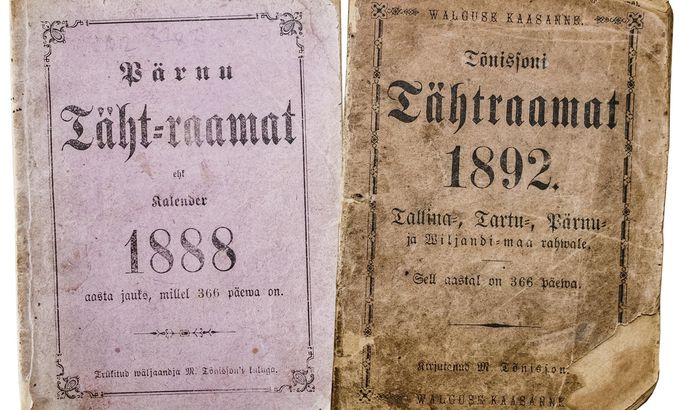 Pärnu
Täht-raamat
ehk
Kalender
1888
aasta jauks, millel 366 päewa on.
Trükitud wäljaandja M. Tõnisson's kuluga.
WALGUSE KAASANNE.
Tõnissoni
Tähtraamat
1892.
Tallina-, Tartu-, Pärnu-
ja Wiljandi-maa rahwale.
Sell aastal on 366 päewa.
Kirjutanud M. Tõnisson.
WALGUSE KAASANNE